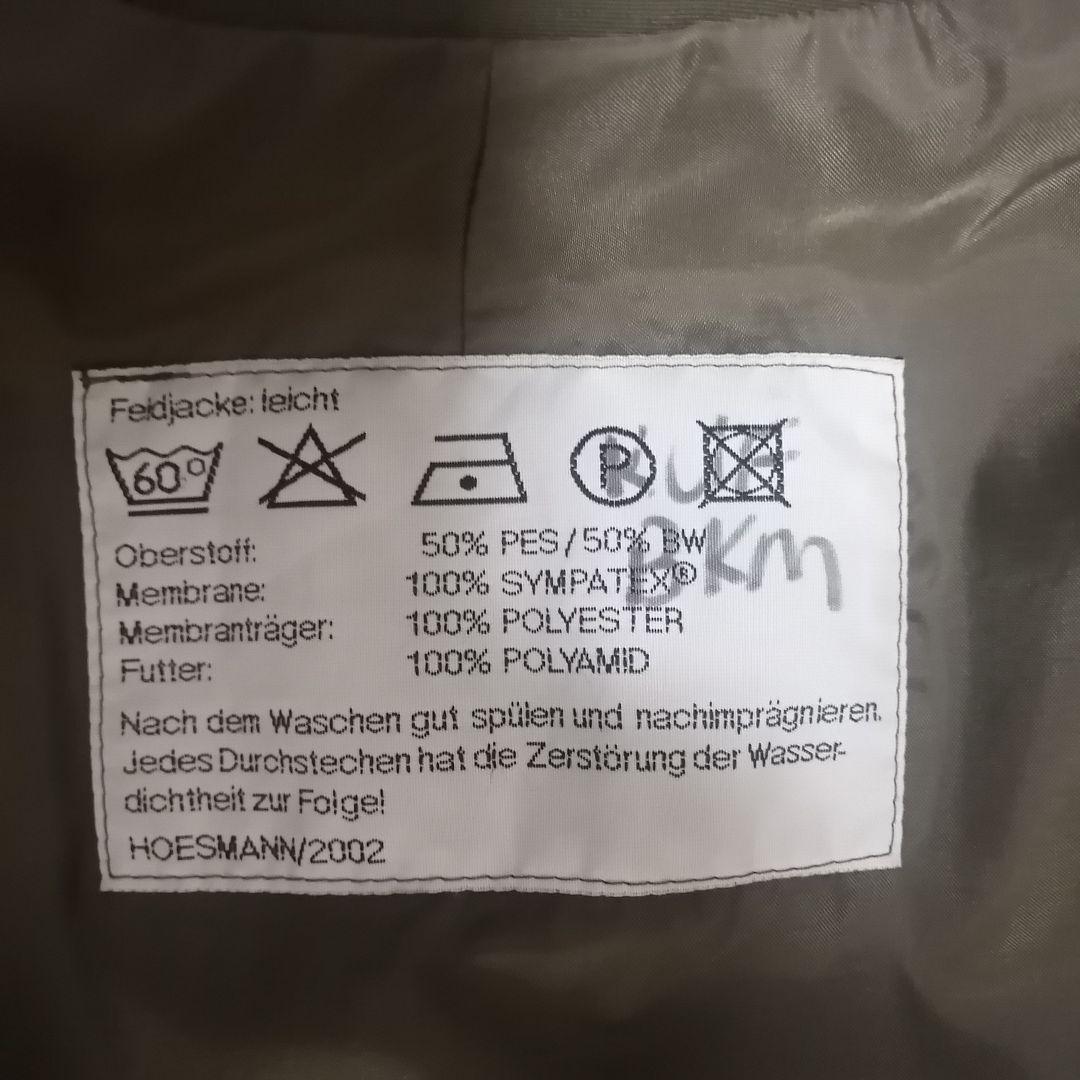 Feldjacke: leicht
60°
P
Oberstoff: 50% PES/50% BW
Membrane: 100% SYMPATEX®
Membranträger: 100% POLYESTER
Futter: 100% POLYAMID
Nach dem Waschen gut spülen und nachimprägnieren.
Jedes Durchstechen hat die Zerstörung der Wasser-
dichtheit zur Folge!
HOESMANN/2002
BKM